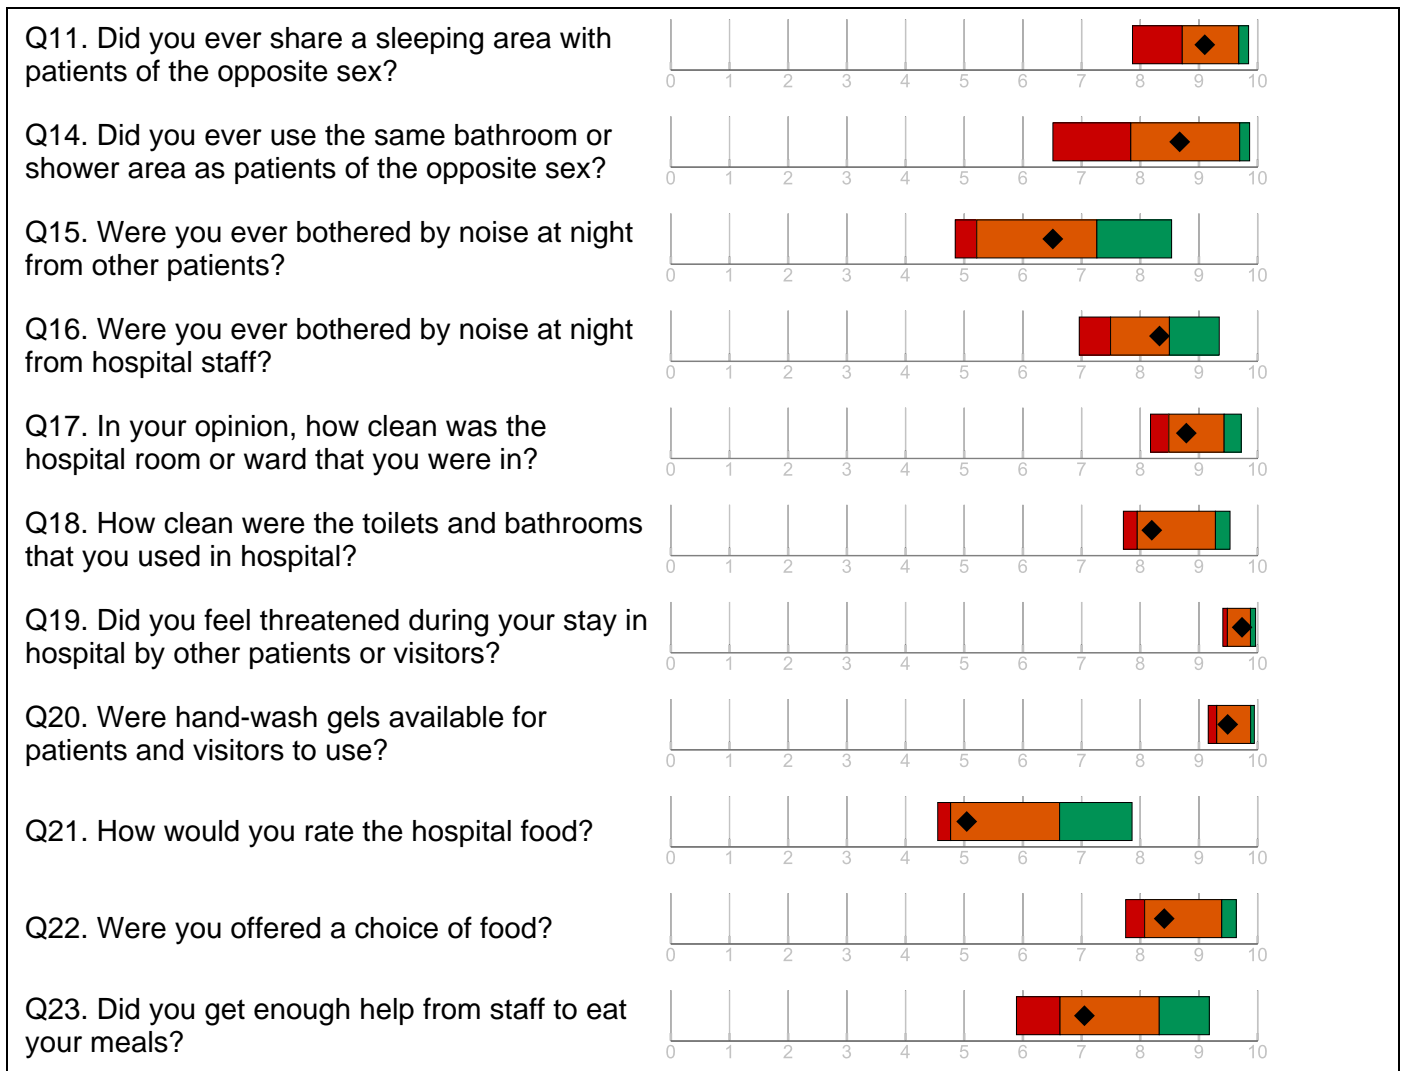 Q11. Did you ever share a sleeping area with
patients of the opposite sex?
0 1 2 3 4 5 6 7 8 9 10
Q14. Did you ever use the same bathroom or
shower area as patients of the opposite sex?
0 1 2 3 4 5 6 7 8 9 10
Q15. Were you ever bothered by noise at night
from other patients?
0 1 2 3 4 5 6 7 8 9 10
Q16. Were you ever bothered by noise at night
from hospital staff?
0 1 2 3 4 5 6 7 8 9 10
Q17. In your opinion, how clean was the
hospital room or ward that you were in?
0 1 2 3 4 5 6 7 8 9 10
Q18. How clean were the toilets and bathrooms
that you used in hospital?
0 1 2 3 4 5 6 7 8 9 10
Q19. Did you feel threatened during your stay in
hospital by other patients or visitors?
0 1 2 3 4 5 6 7 8 9 10
Q20. Were hand-wash gels available for
patients and visitors to use?
0 1 2 3 4 5 6 7 8 9 10
Q21. How would you rate the hospital food?
0 1 2 3 4 5 6 7 8 9 10
Q22. Were you offered a choice of food?
0 1 2 3 4 5 6 7 8 9 10
Q23. Did you get enough help from staff to eat
your meals?
0 1 2 3 4 5 6 7 8 9 10